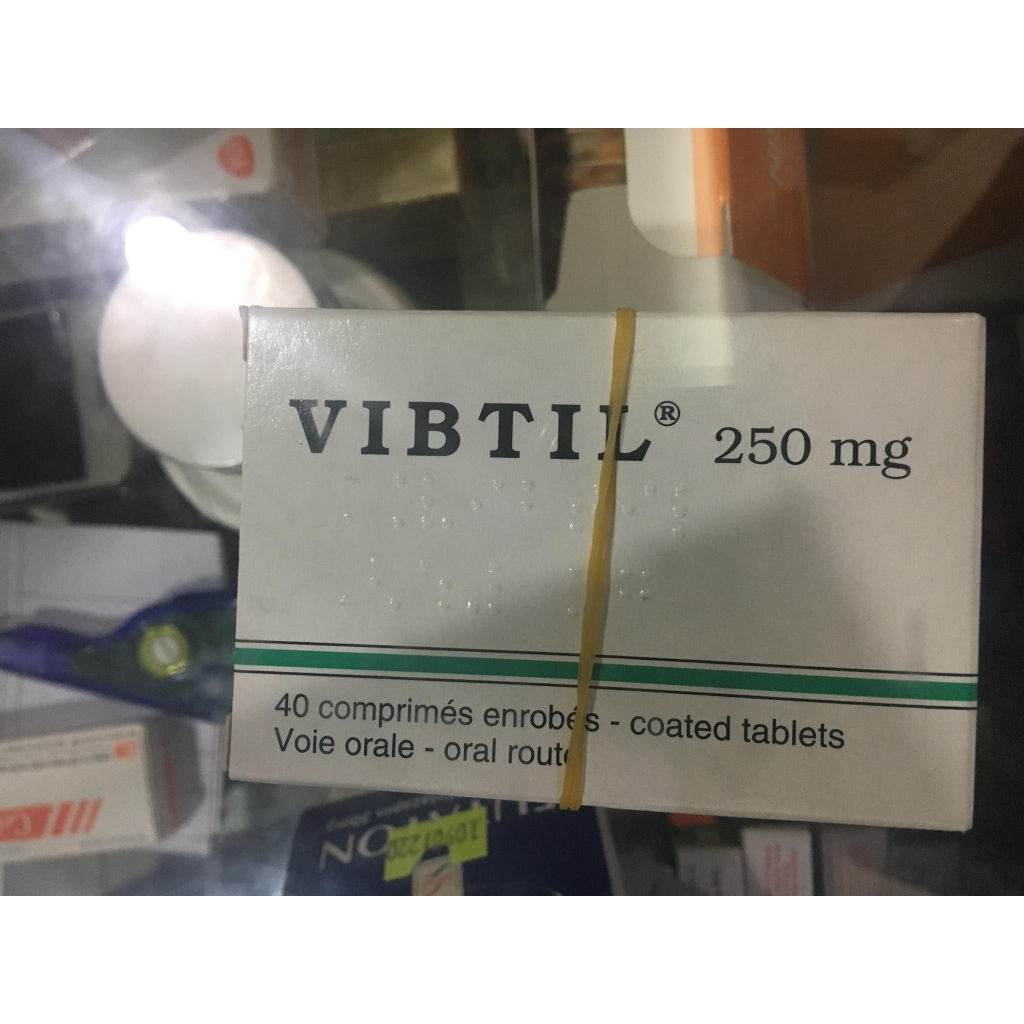 VIBTIL® 250 mg
40 comprimés enrobés - coated tablets
Voie orale - oral route